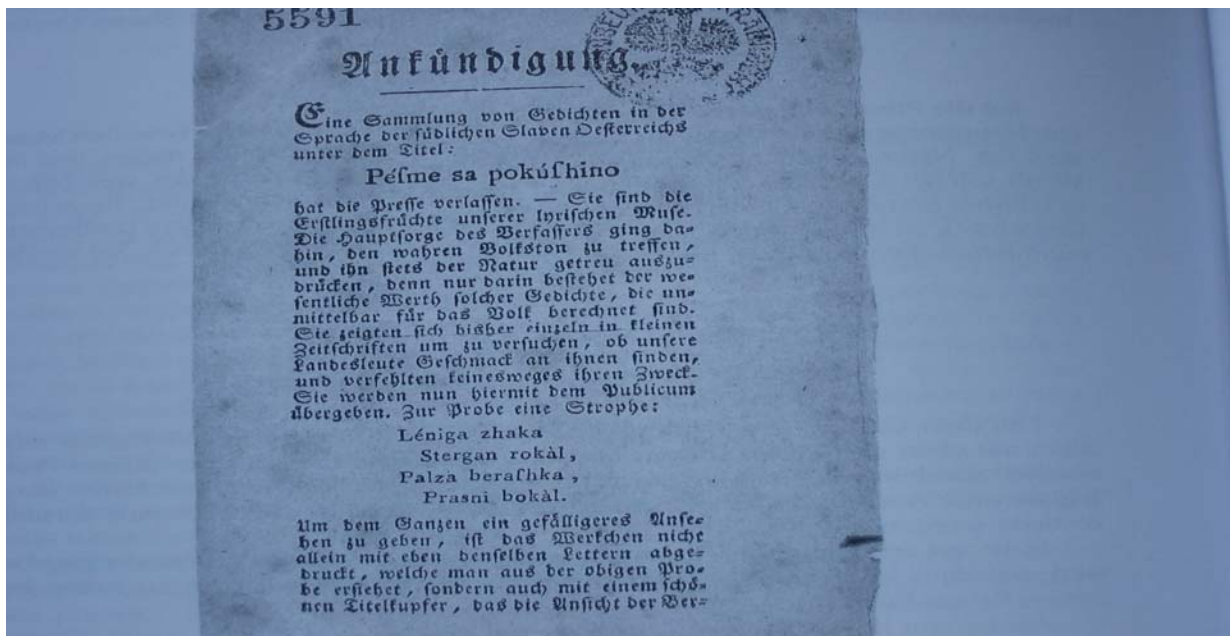 5591
Ankündigung.
Eine Sammlung von Gedichten in der
Sprache der südlichen Slaven Oesterreichs
unter dem Titel:
Péſme sa pokúſhino
hat die Presse verlassen. — Sie sind die
Erstlingsfrüchte unserer lyrischen Muse.
Die Hauptsorge des Verfassers ging da=
hin, den wahren Volkston zu treffen,
und ihn stets der Natur getreu auszu=
drücken, denn nur darin bestehet der we=
sentliche Werth solcher Gedichte, die un=
mittelbar für das Volk berechnet sind.
Sie zeigten sich bisher einzeln in kleinen
Zeitschriften um zu versuchen, ob unsere
Landesleute Geschmack an ihnen finden,
und verfehlten keinesweges ihren Zweck.
Sie werden nun hiermit dem Publicum
übergeben. Zur Probe eine Strophe:
Léniga zhaka
Stergan rokàl,
Palza beraſhka,
Prasni bokàl.
Um dem Ganzen ein gefälligeres Anse=
hen zu geben, ist das Werkchen nicht
allein mit eben denselben Lettern abge=
druckt, welche man aus der obigen Pro=
be ersiehet, sondern auch mit einem schö=
nen Titelkupfer, das die Ansicht der Ver=